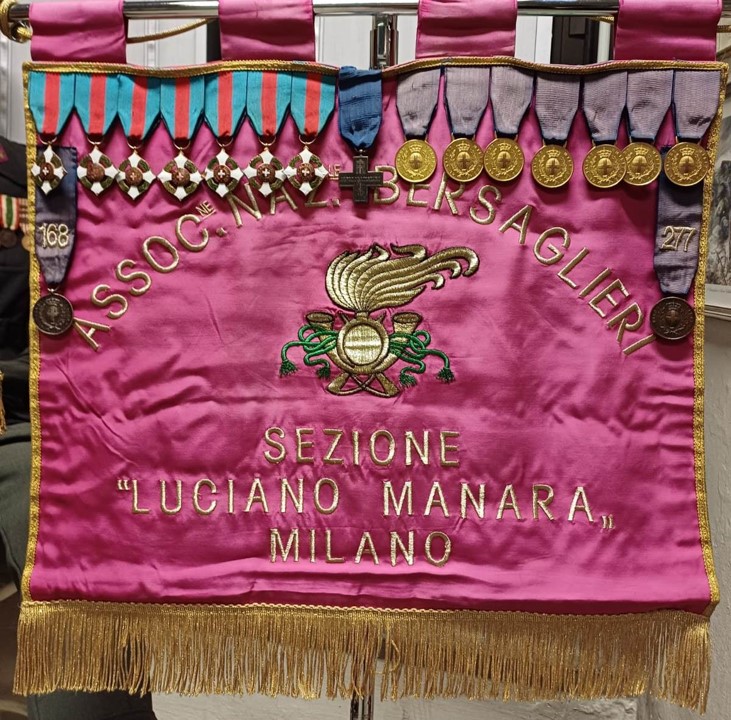 168
277
ASSOC.NE NAZ.LE BERSAGLIERI
SEZIONE
"LUCIANO MANARA„
MILANO